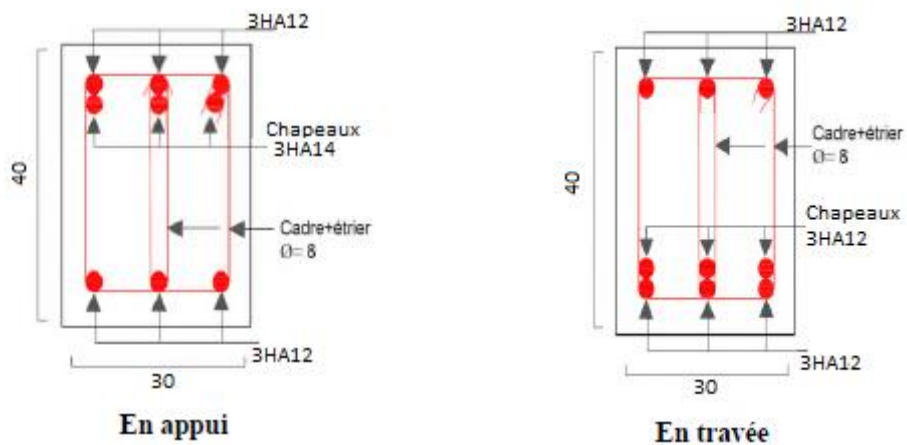 3HA12
40
Chapeaux
3HA14
Cadre+étrier
Ø= 8
3HA12
30
En appui
3HA12
40
Cadre+étrier
Ø= 8
Chapeaux
3HA12
3HA12
30
En travée